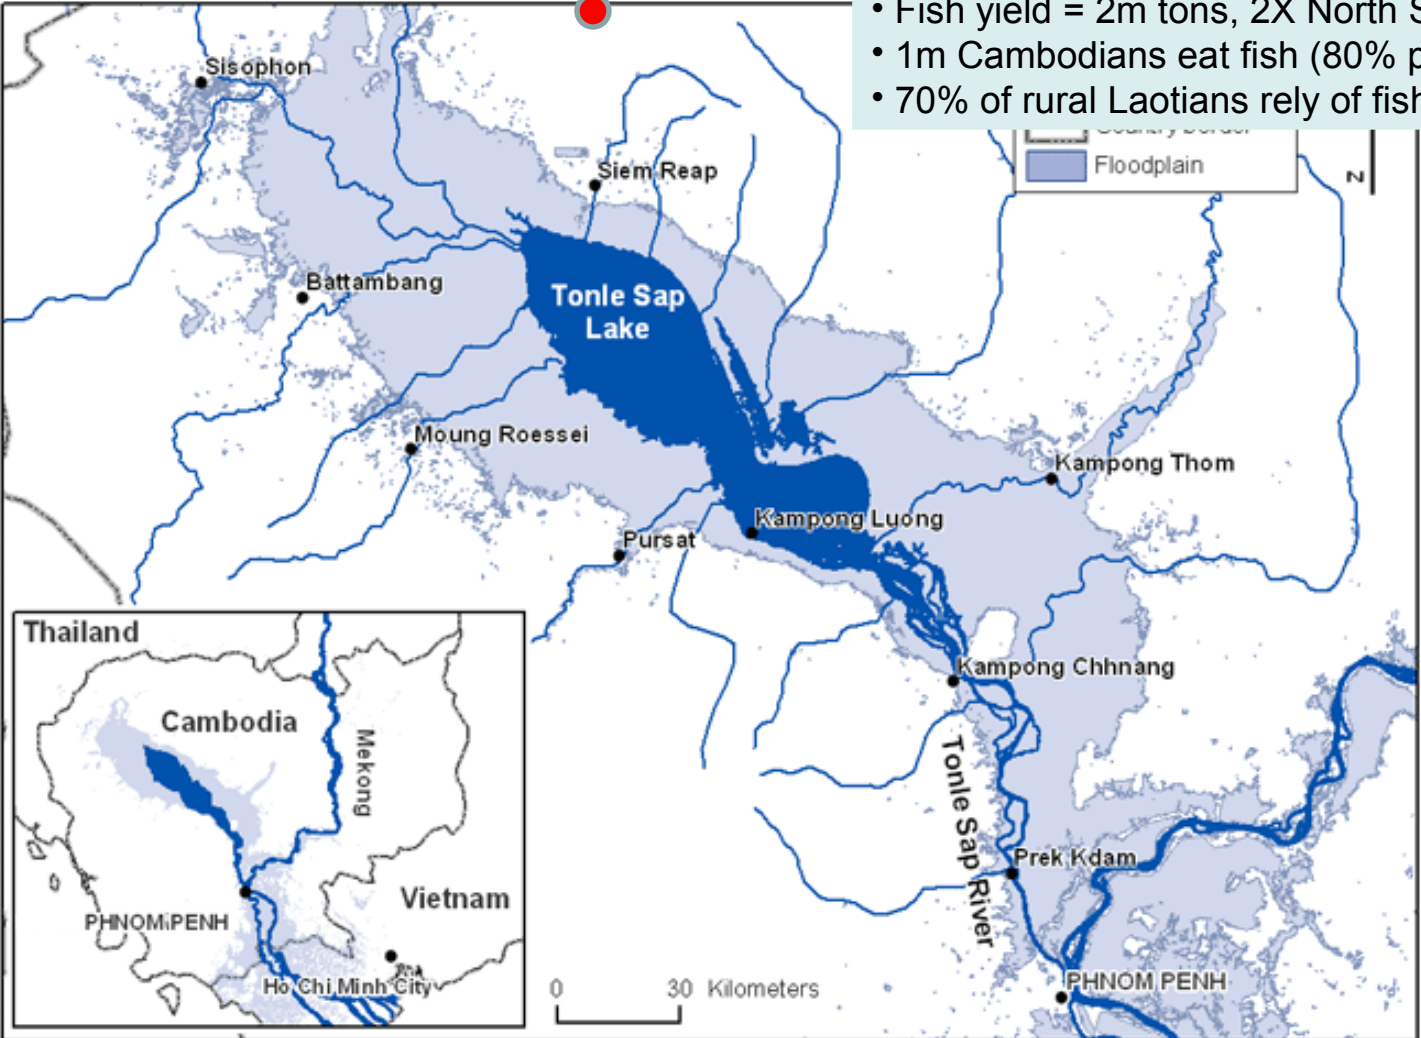 • Fish yield = 2m tons, 2X North
• 1m Cambodians eat fish (80%
• 70% of rural Laotians rely of fish
Country border
Floodplain
N
Sisophon
Siem Reap
Battambang
Tonle Sap
Lake
Moung Roessei
Kampong Thom
Kampong Luong
Pursat
Kampong Chhnang
Tonle Sap River
Prek Kdam
PHNOM PENH
0 30 Kilometers
Thailand
Cambodia
Mekong
Vietnam
PHNOM PENH
Ho Chi Minh City